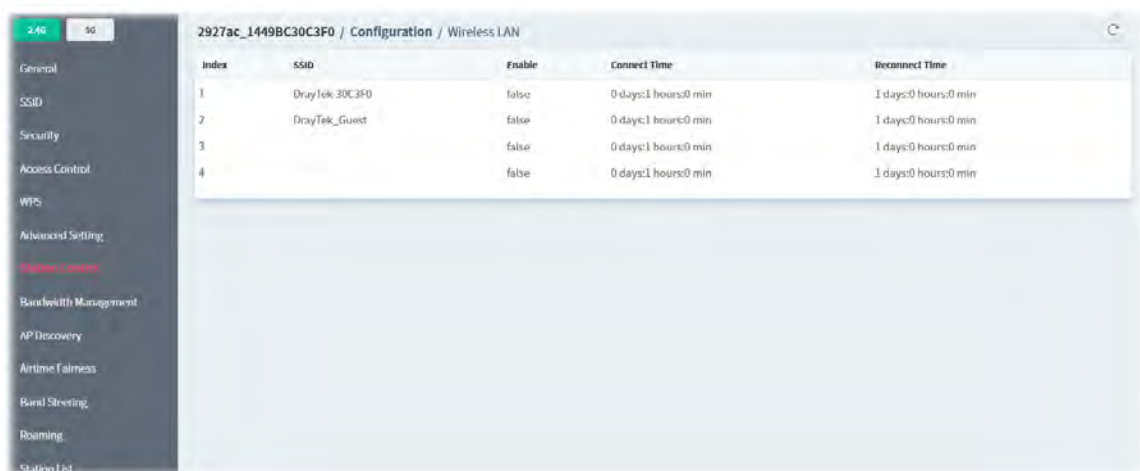 2.4G 5G
2927ac_1449BC30C3F0 / Configuration / Wireless LAN
General
SSID
Security
Access Control
WPS
Advanced Setting
Station Control
Bandwidth Management
AP Discovery
Airtime Fairness
Band Steering
Roaming
Station List
Index SSID Enable Connect Time Reconnect Time
1 DrayTek-30C3F0 false 0 days:1 hours:0 min 1 days:0 hours:0 min
2 DrayTek_Guest false 0 days:1 hours:0 min 1 days:0 hours:0 min
3 false 0 days:1 hours:0 min 1 days:0 hours:0 min
4 false 0 days:1 hours:0 min 1 days:0 hours:0 min